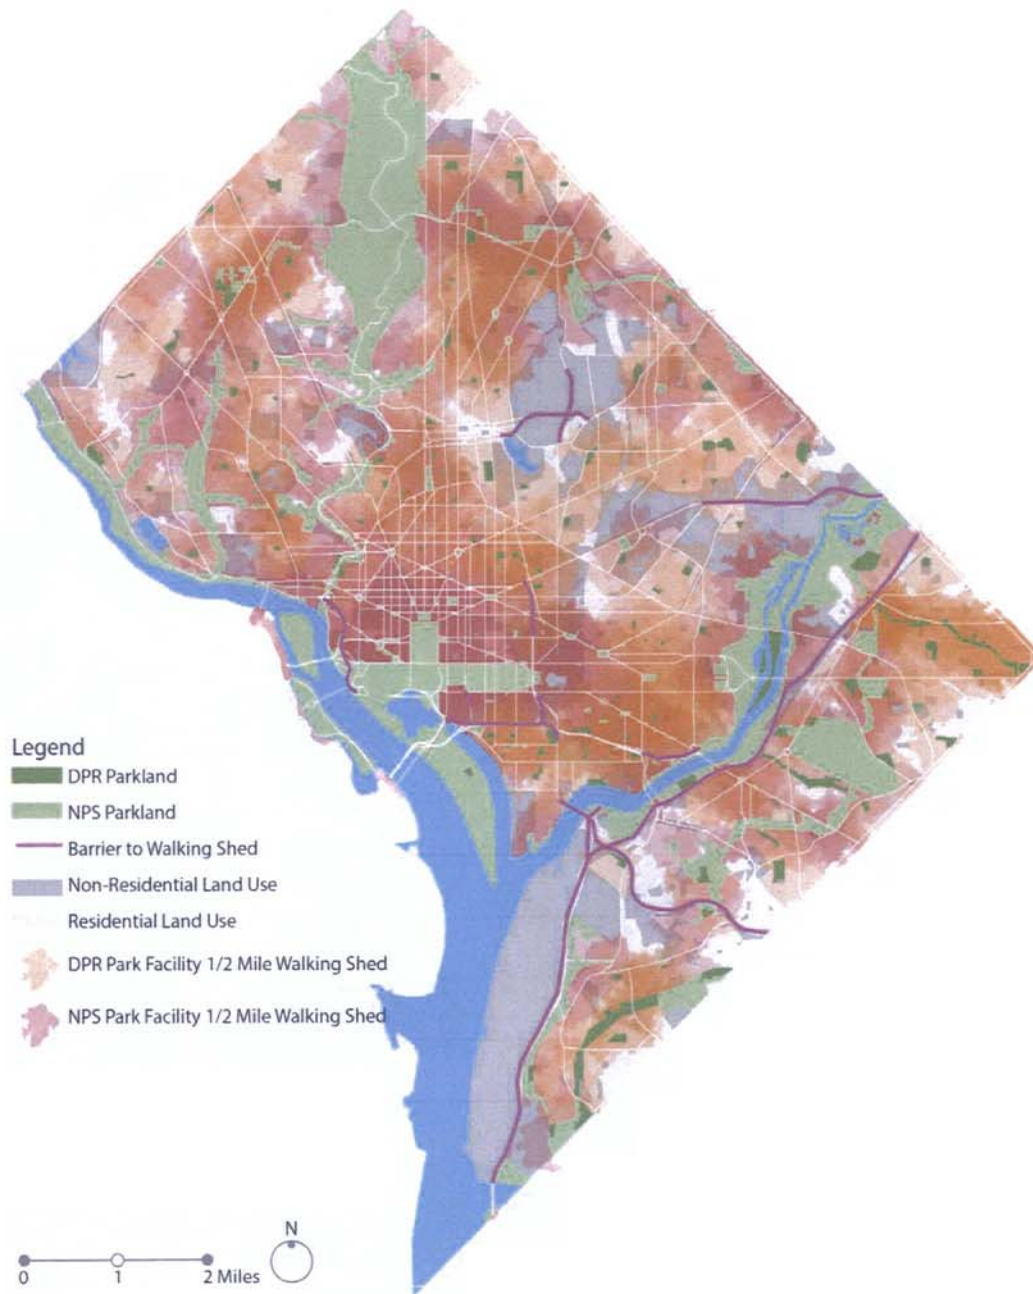 Legend
DPR Parkland
NPS Parkland
Barrier to Walking Shed
Non-Residential Land Use
Residential Land Use
DPR Park Facility 1/2 Mile Walking Shed
NPS Park Facility 1/2 Mile Walking Shed
N
0 1 2 Miles